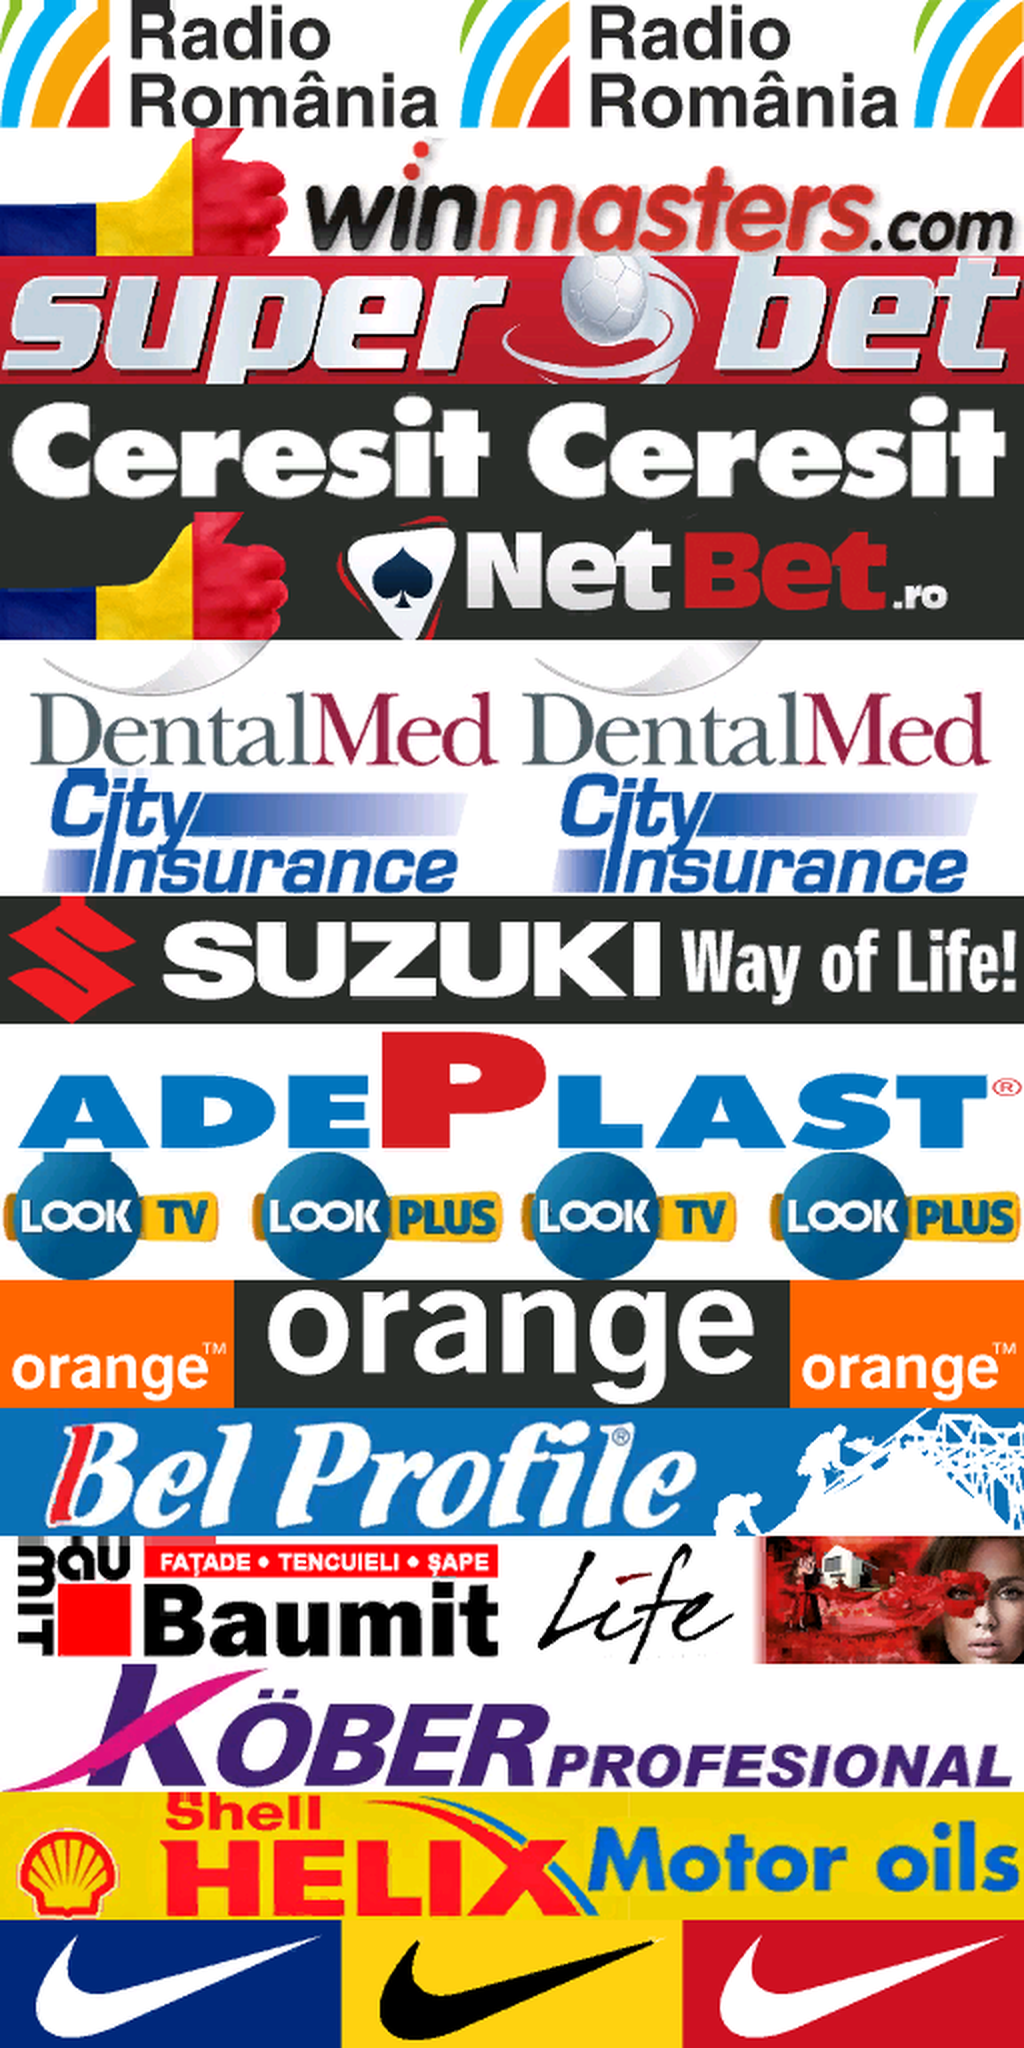 Radio Radio
România România
winmasters.com
super bet
Ceresit Ceresit
NetBet.ro
DentalMed DentalMed
City City
Insurance Insurance
SUZUKI Way of Life!
ADEPLAST®
LOOK TV LOOK PLUS LOOK TV LOOK PLUS
orange™ orange orange™
Bel Profile®
bau FAȚADE • TENCUIELI • ȘAPE
MIT Baumit Life
KÖBER PROFESIONAL
Shell
HELIX Motor oils